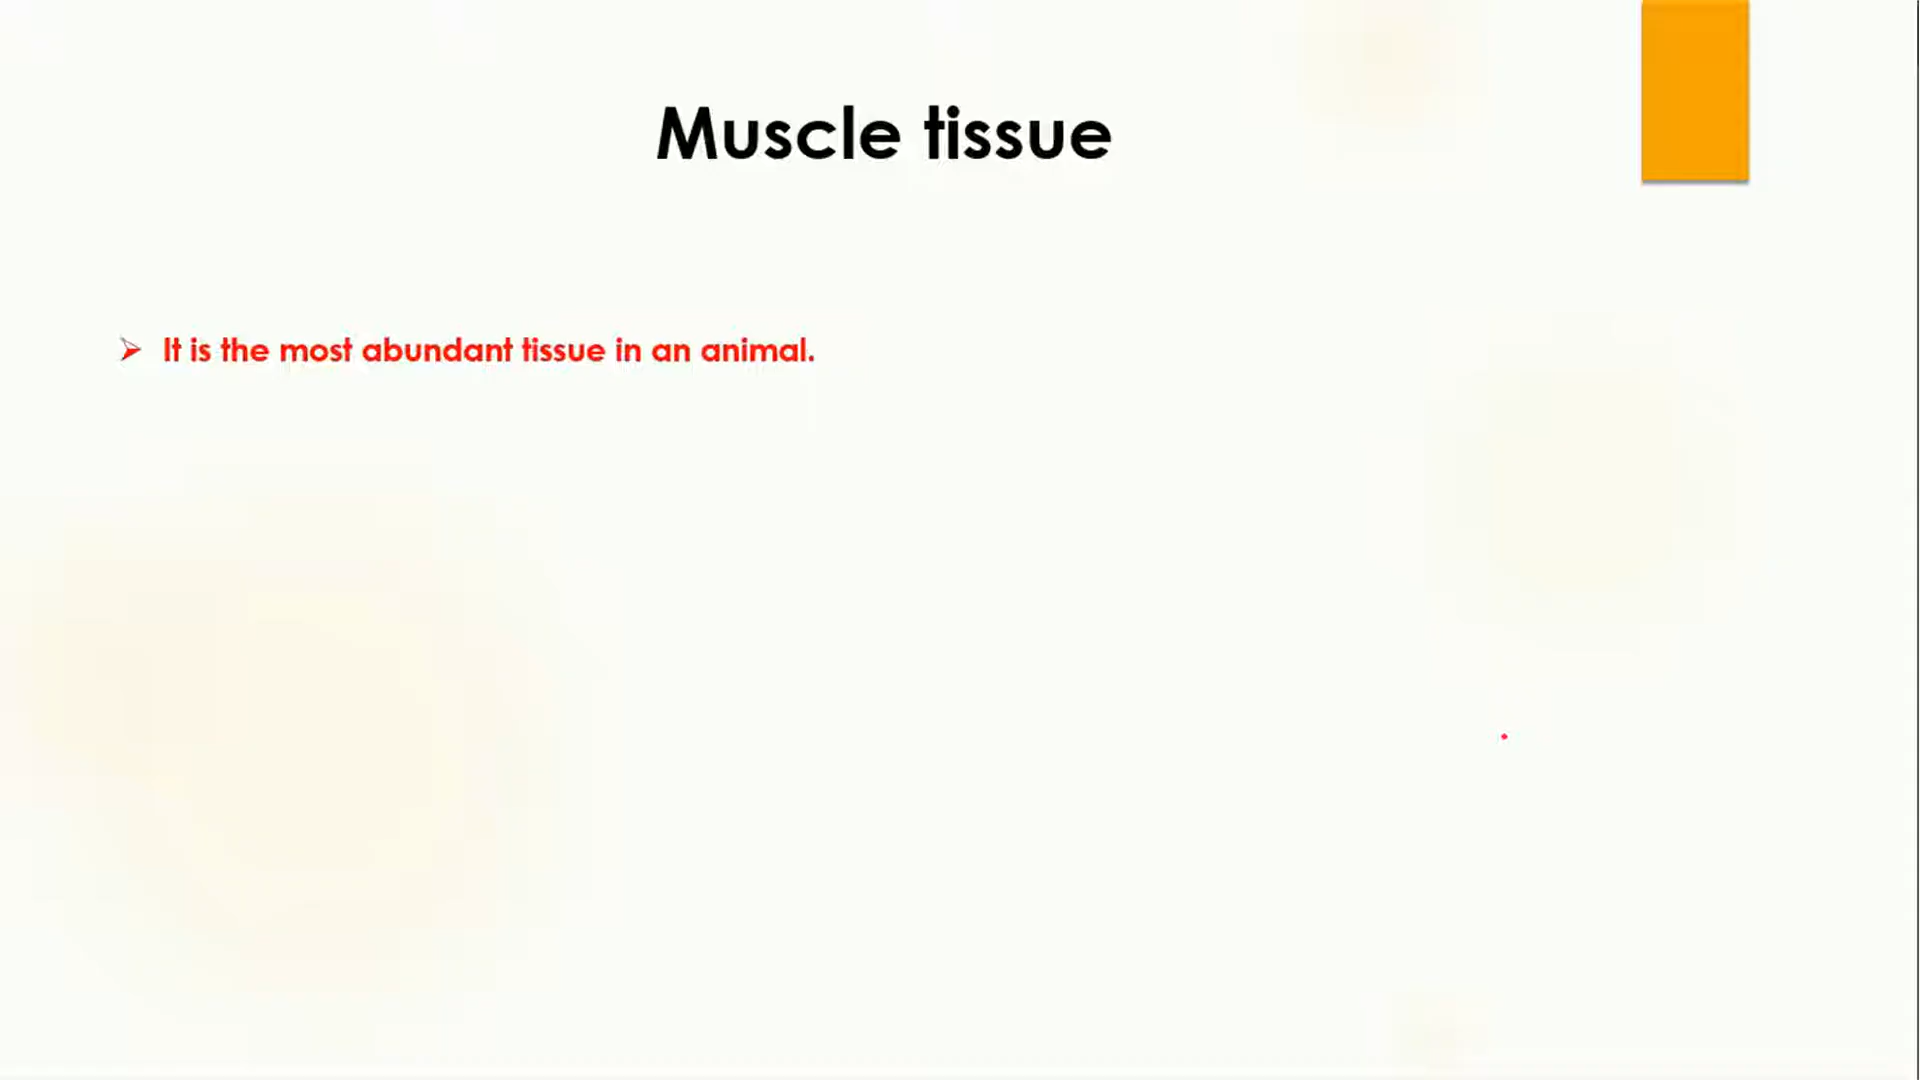 Muscle tissue
➢ It is the most abundant tissue in an animal.